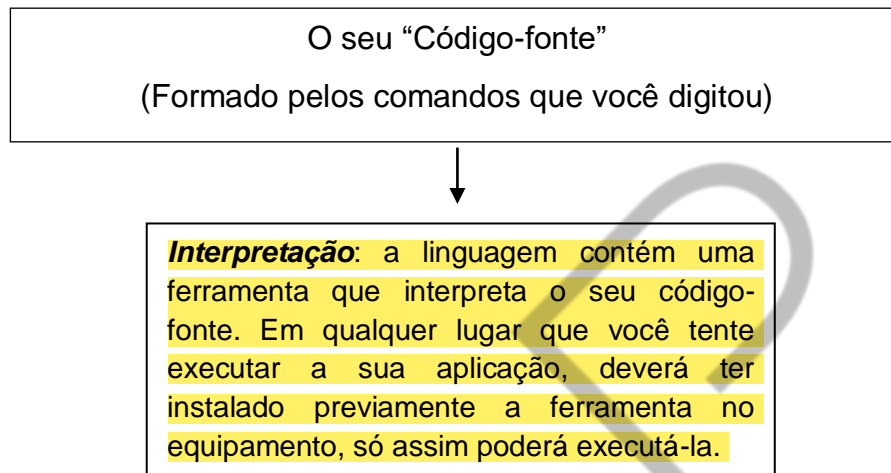 O seu “Código-fonte”
(Formado pelos comandos que você digitou)
Interpretação: a linguagem contém uma
ferramenta que interpreta o seu código-
fonte. Em qualquer lugar que você tente
executar a sua aplicação, deverá ter
instalado previamente a ferramenta no
equipamento, só assim poderá executá-la.